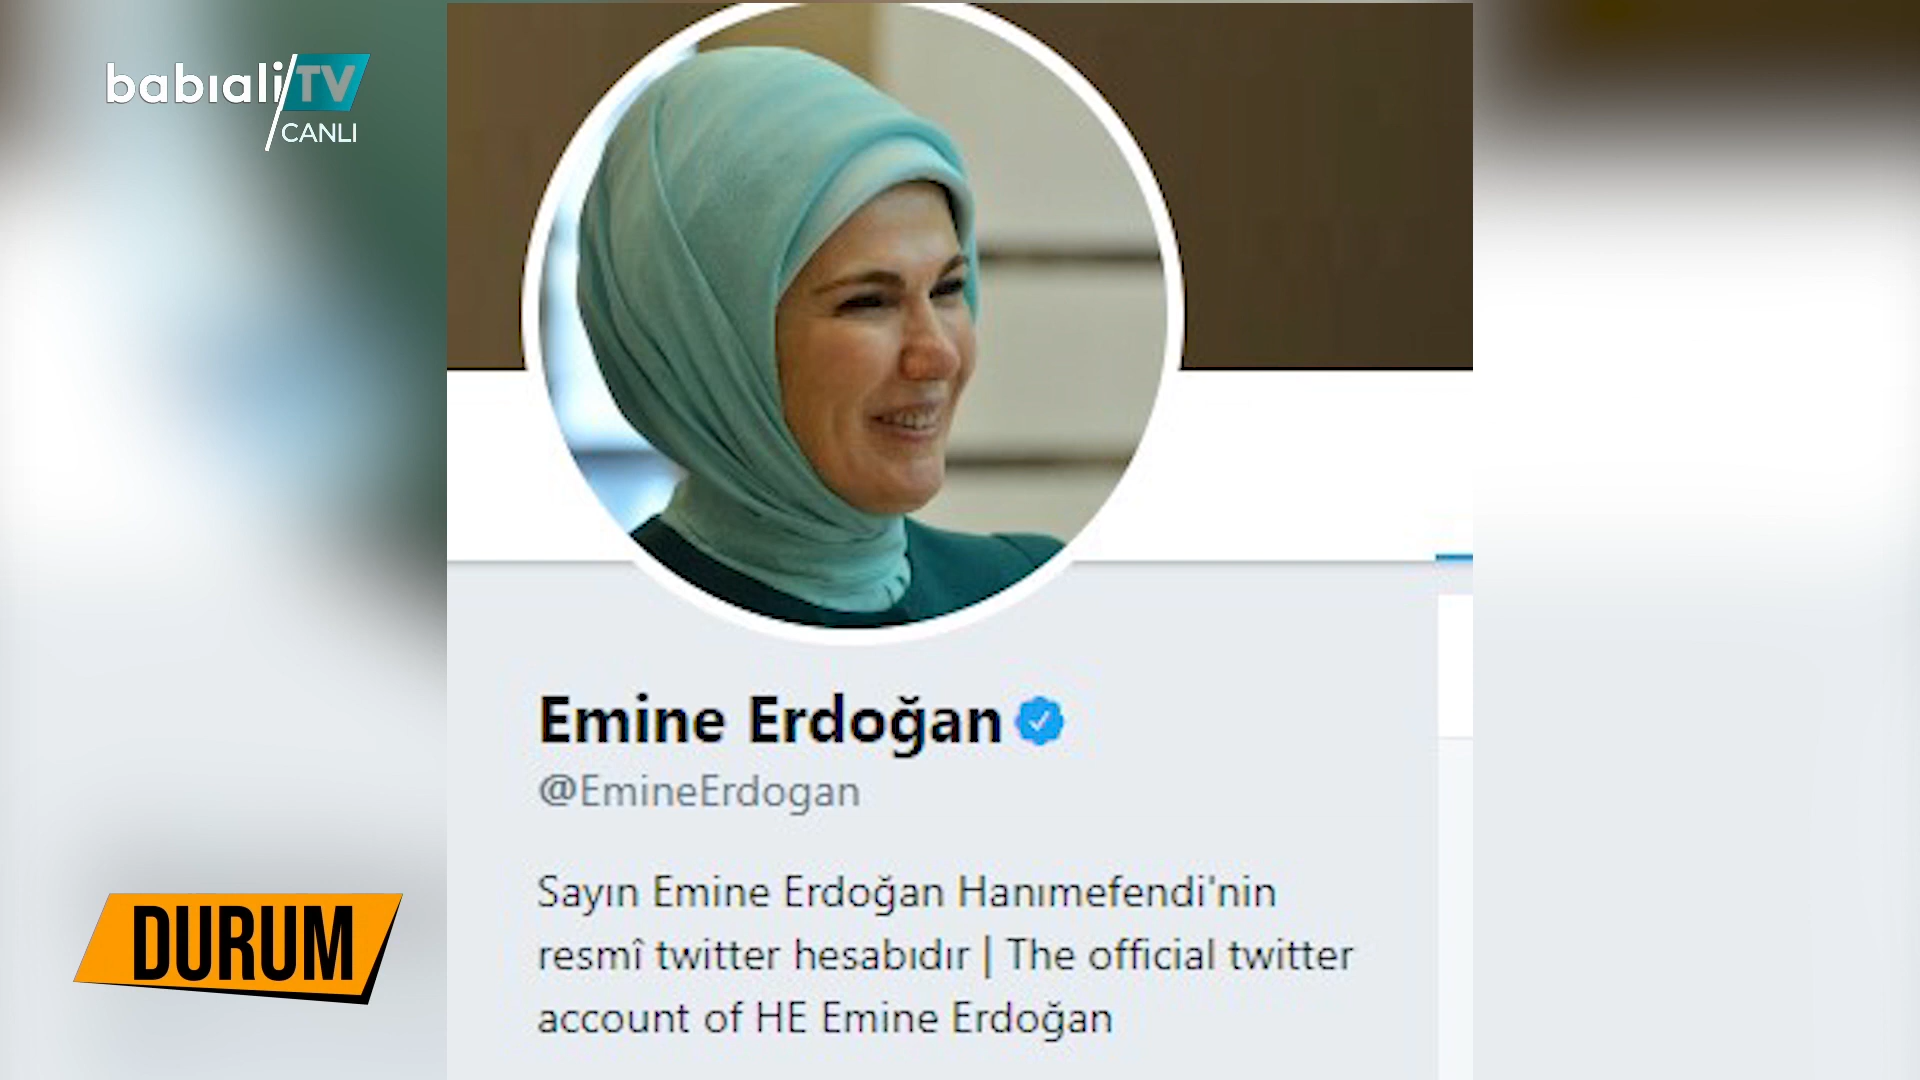 babıali TV
CANLI
Emine Erdoğan
@EmineErdogan
Sayın Emine Erdoğan Hanımefendi'nin
resmî twitter hesabıdır | The official twitter
account of HE Emine Erdoğan
DURUM